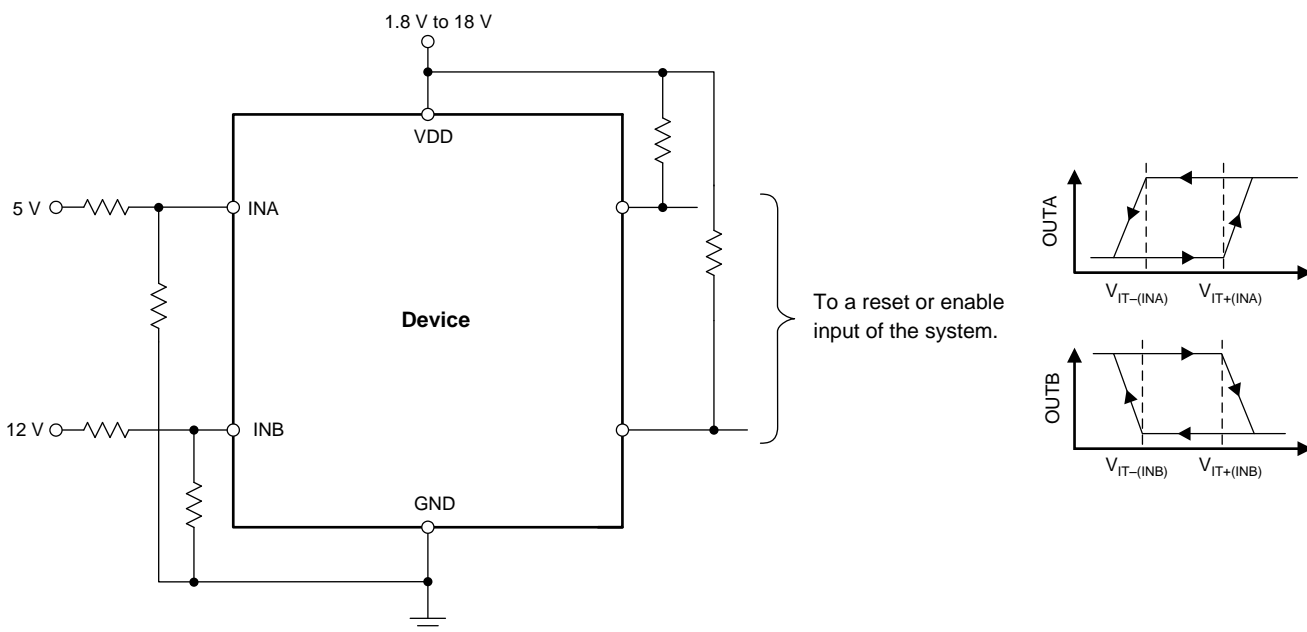 1.8 V to 18 V
VDD
5 V
INA
OUTA
V_IT–(INA)
V_IT+(INA)
Device
To a reset or enable
input of the system.
OUTB
12 V
INB
V_IT–(INB)
V_IT+(INB)
GND